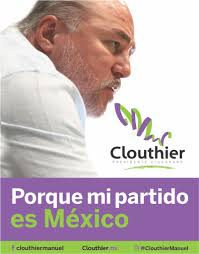 Clouthier
PRESIDENTE CIUDADANO
Porque mi partido
es México
f clouthiermanuel
Clouthier.mx
#ClouthierManuel